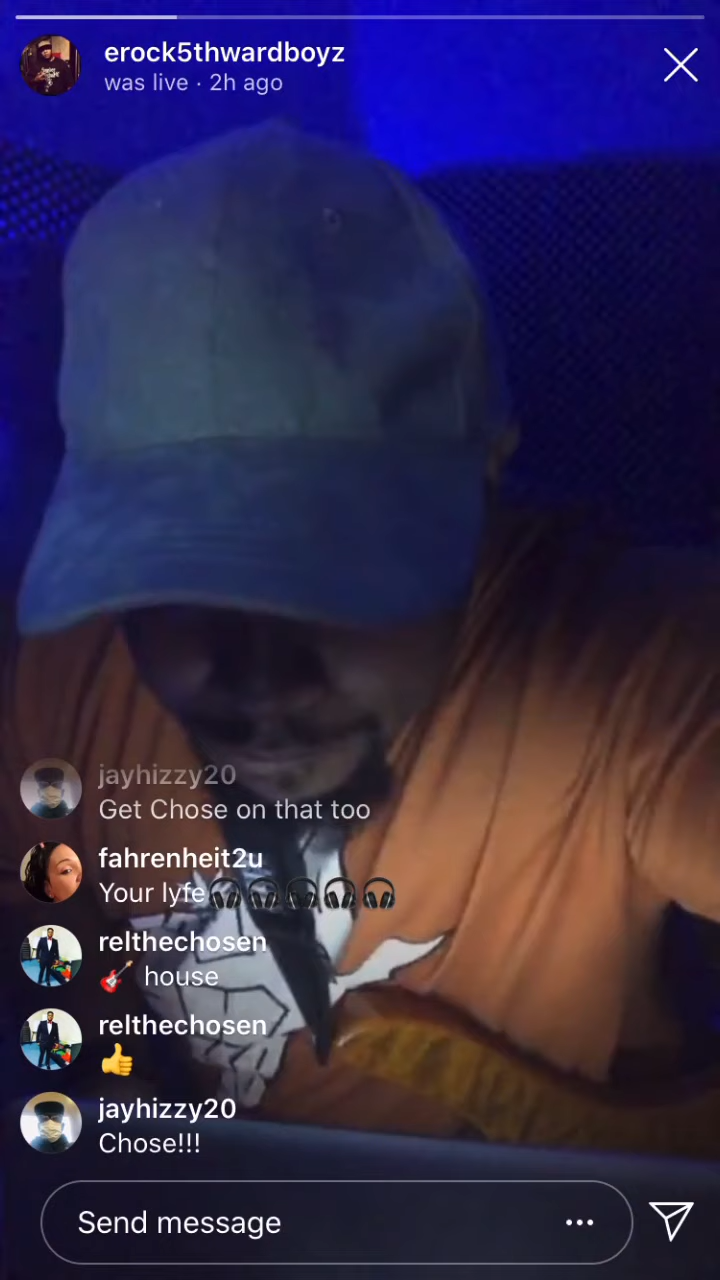 erock5thwardboyz
was live · 2h ago
jayhizzy20
Get Chose on that too
fahrenheit2u
Your lyfe🎧🎧🎧🎧🎧
relthechosen
🎸 house
relthechosen
👍
jayhizzy20
Chose!!!
Send message